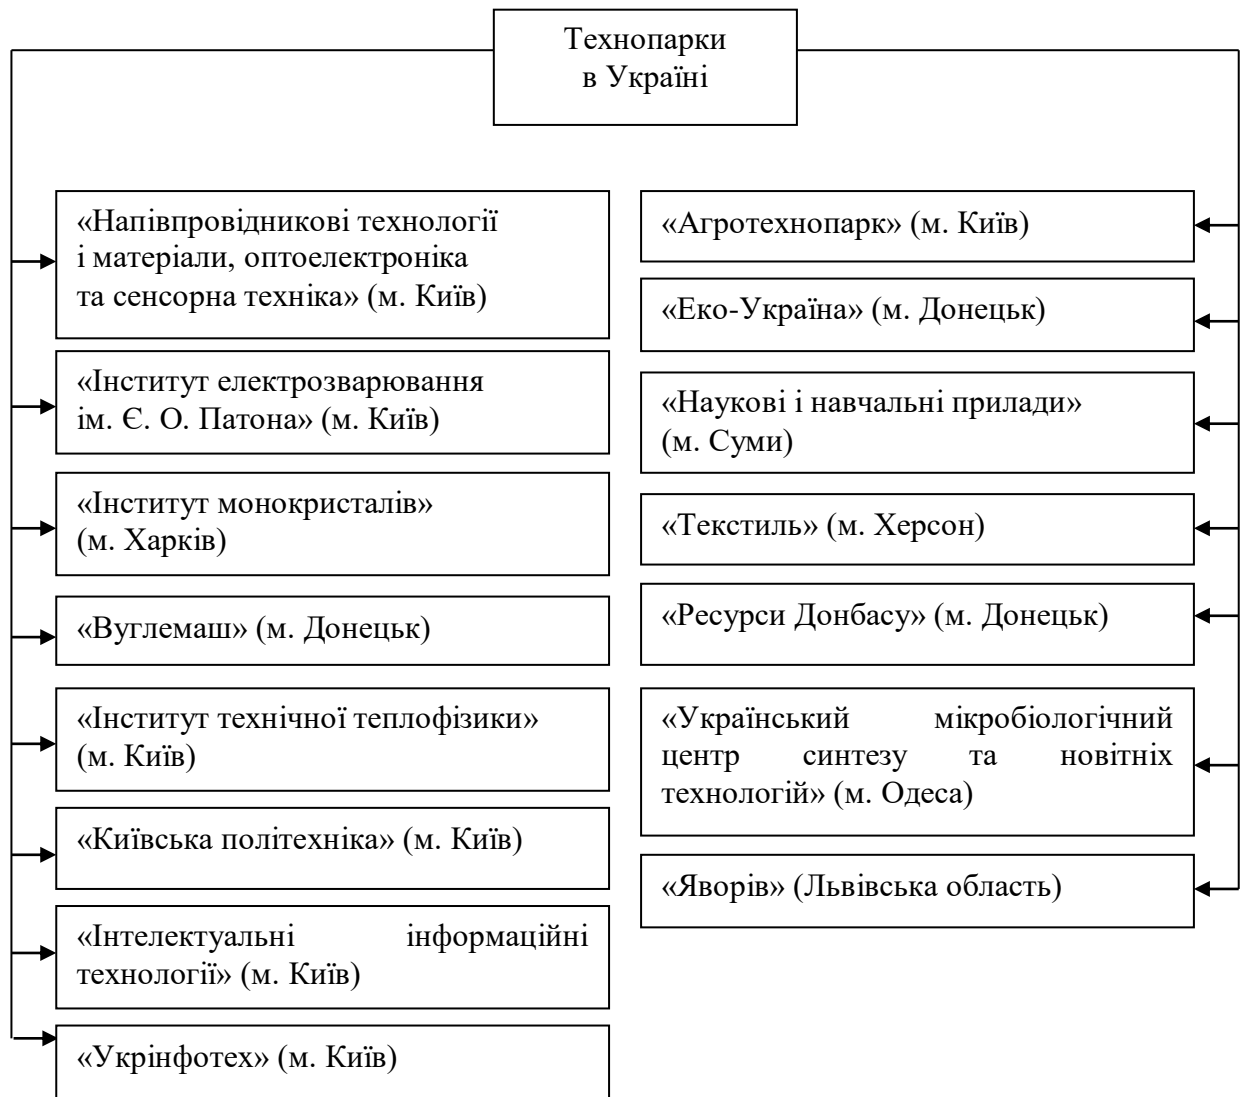 Технопарки
в Україні
«Напівпровідникові технології
і матеріали, оптоелектроніка
та сенсорна техніка» (м. Київ)
«Інститут електрозварювання
ім. Є. О. Патона» (м. Київ)
«Інститут монокристалів»
(м. Харків)
«Вуглемаш» (м. Донецьк)
«Інститут технічної теплофізики»
(м. Київ)
«Київська політехніка» (м. Київ)
«Інтелектуальні інформаційні
технології» (м. Київ)
«Укрінфотех» (м. Київ)
«Агротехнопарк» (м. Київ)
«Еко-Україна» (м. Донецьк)
«Наукові і навчальні прилади»
(м. Суми)
«Текстиль» (м. Херсон)
«Ресурси Донбасу» (м. Донецьк)
«Український мікробіологічний
центр синтезу та новітніх
технологій» (м. Одеса)
«Яворів» (Львівська область)